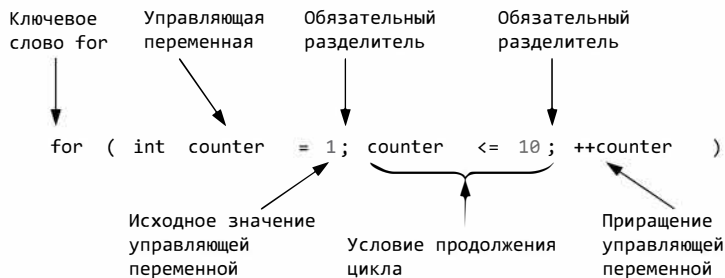 Ключевое
слово for
Управляющая
переменная
Обязательный
разделитель
Обязательный
разделитель
for ( int counter = 1; counter <= 10; ++counter )
Исходное значение
управляющей
переменной
Условие продолжения
цикла
Приращение
управляющей
переменной